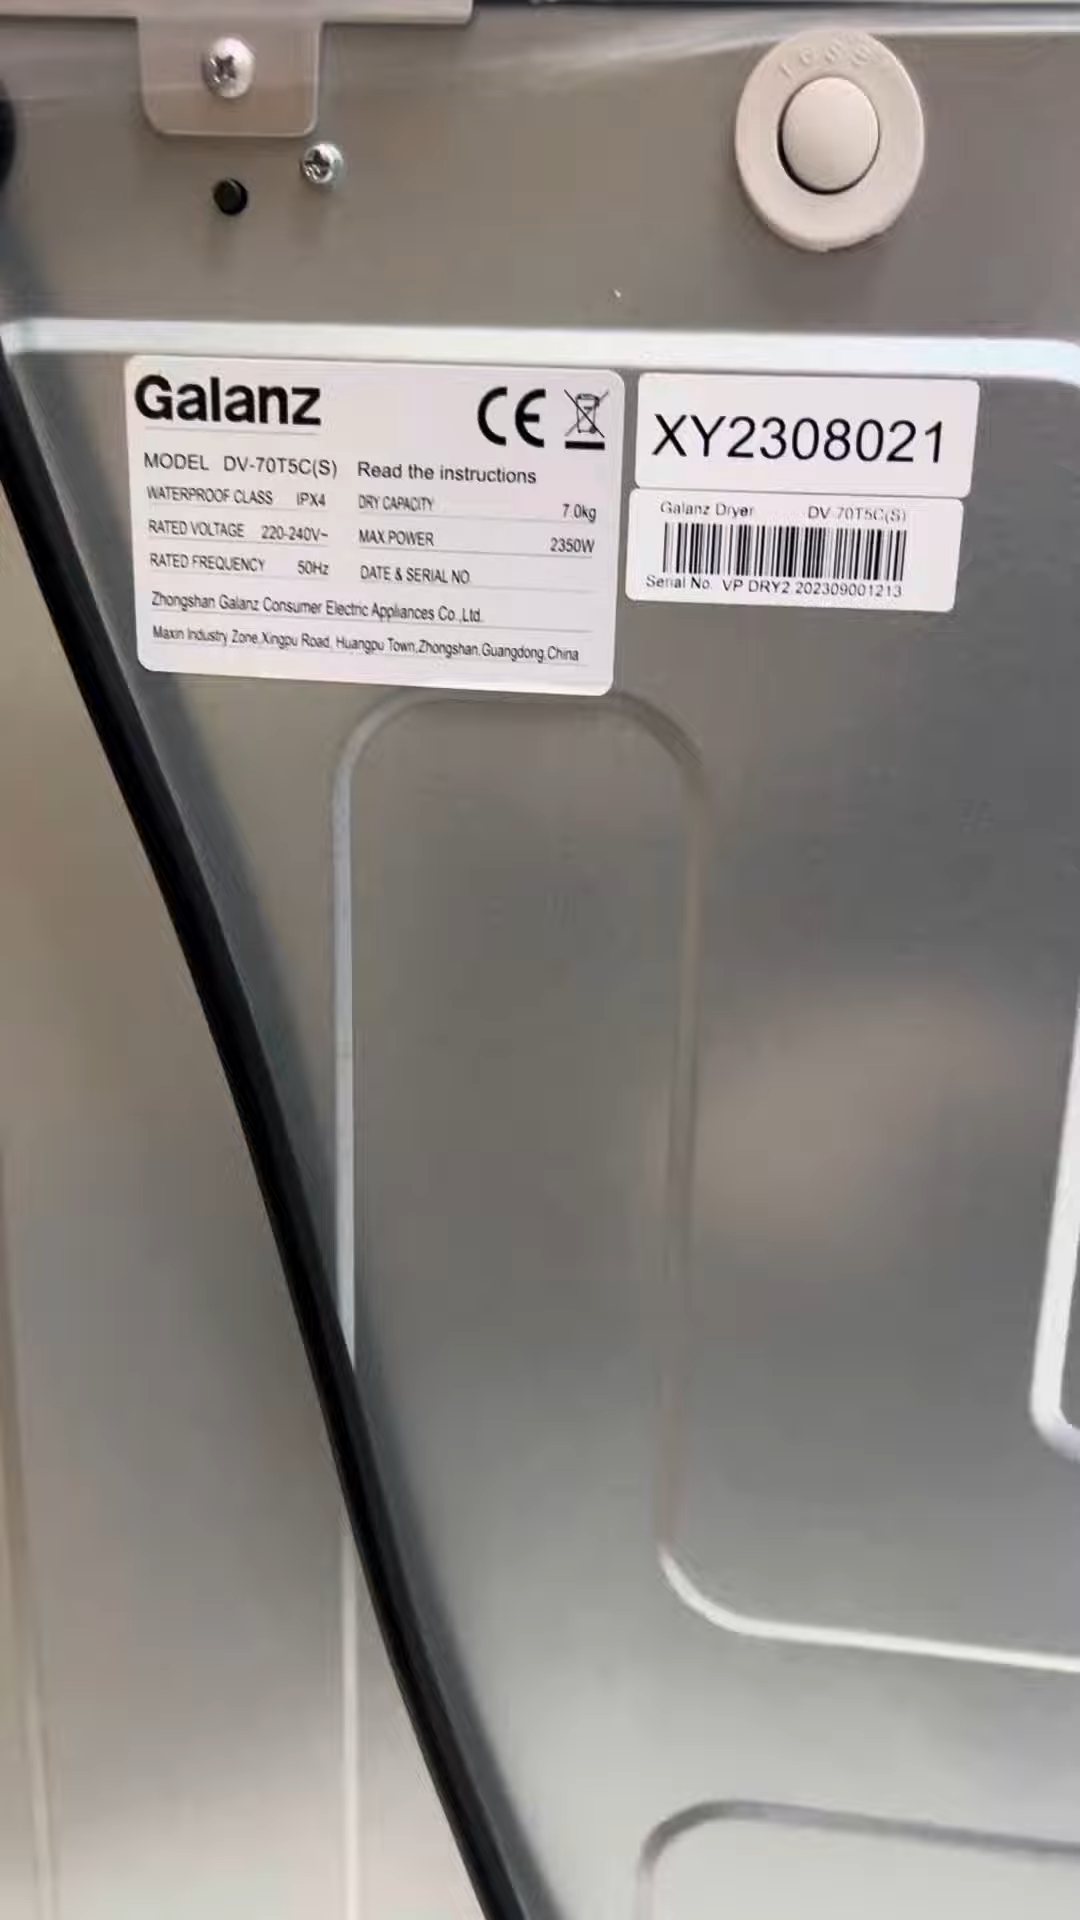 Galanz
CE
MODEL DV-70T5C(S) Read the instructions
WATERPROOF CLASS IPX4 DRY CAPACITY 7.0kg
RATED VOLTAGE 220-240V~ MAX POWER 2350W
RATED FREQUENCY 50Hz DATE & SERIAL NO
Zhongshan Galanz Consumer Electric Appliances Co.,Ltd.
Maxin Industry Zone,Xingpu Road, Huangpu Town,Zhongshan,Guangdong,China
XY2308021
Galanz Dryer DV-70T5C(S)
Serial No. VP DRY2 202309001213